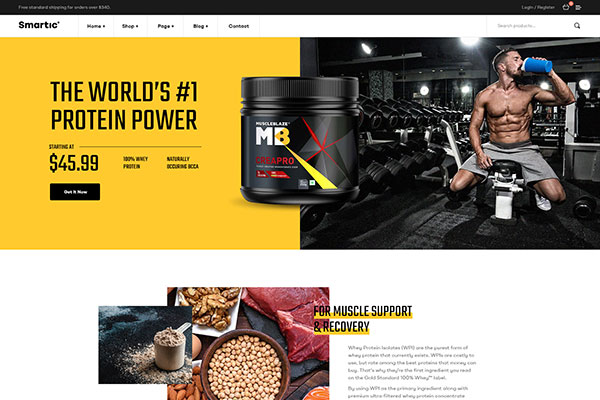 Free standard shipping for orders over $340.
Login / Register
Smartic
Home
Shop
Page
Blog
Contact
Search products...
THE WORLD'S #1
PROTEIN POWER
STARTING AT
$45.99
100% WHEY
PROTEIN
NATURALLY
OCCURING BCAA
Got It Now
MUSCLEBLAZE
MB
FOR MUSCLE SUPPORT
& RECOVERY
Whey Protein Isolates (WPI) are the purest form of
whey protein that currently exists. WPIs are costly to
use, but rate among the best proteins that money can
buy. That's why they're the first ingredient you read
on the Gold Standard 100% Whey™ label.
By using WPI as the primary ingredient along with
premium ultra-filtered whey protein concentrate